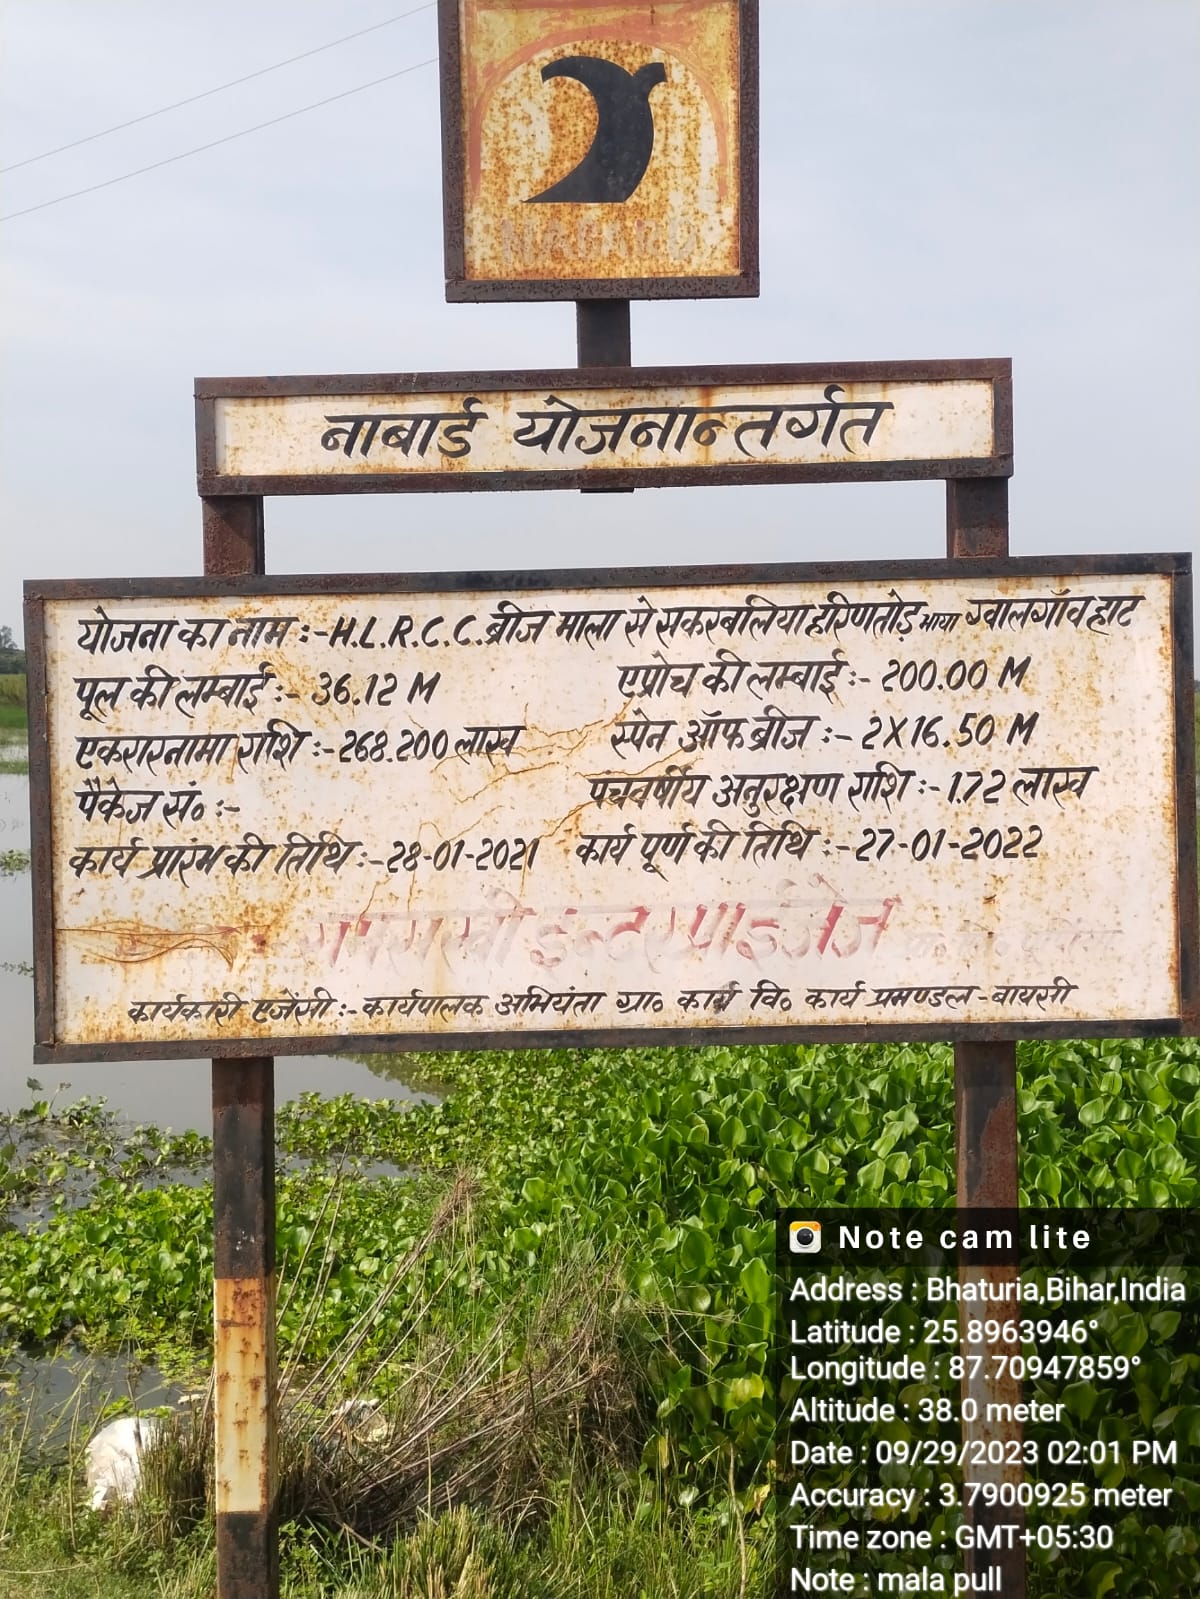 NABARD
नाबार्ड योजनान्तर्गत
योजना का नाम :- H.L.R.C.C. ब्रीज माला से सकरबलिया हरिणतोड़ भाया ग्वालगाँव हाट
पूल की लम्बाई :- 36.12 M एप्रोच की लम्बाई :- 200.00 M
एकरारनामा राशि :- 268.200 लाख स्पेन ऑफ ब्रीज :- 2X16.50 M
पैकेज सं० :- पंचवर्षीय अनुरक्षण राशि :- 1.72 लाख
कार्य प्रारंभ की तिथि :- 28-01-2021 कार्य पूर्ण की तिथि :- 27-01-2022
इन्टरप्राईजेज
कार्यकारी एजेंसी :- कार्यपालक अभियंता ग्रा० कार्य वि० कार्य प्रमण्डल - बायसी
Note cam lite
Address : Bhaturia,Bihar,India
Latitude : 25.8963946°
Longitude : 87.70947859°
Altitude : 38.0 meter
Date : 09/29/2023 02:01 PM
Accuracy : 3.7900925 meter
Time zone : GMT+05:30
Note : mala pull